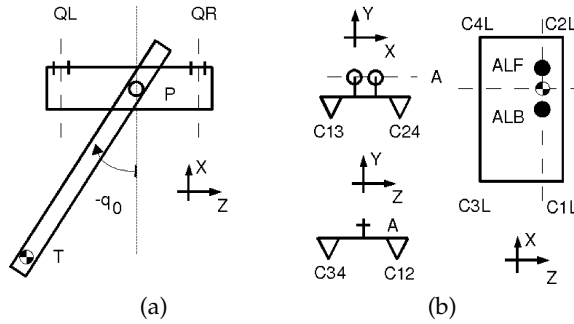 QL QR
P
-q0
X
Z
T
(a)
Y
X
A
C13 C24
Y
Z
A
C34 C12
C4L C2L
ALF
ALB
C3L C1L
X
Z
(b)